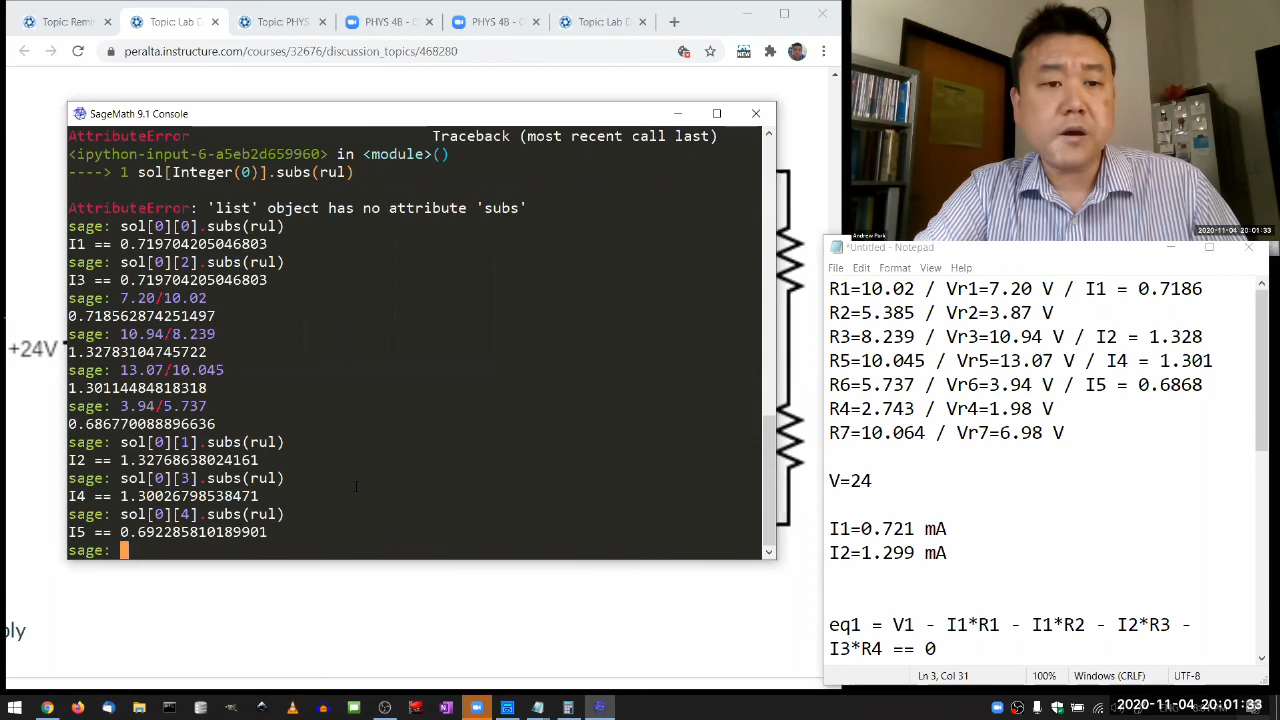 Topic: Remi
Topic: Lab D
Topic: PHYS
PHYS 4B - C
PHYS 4B - C
Topic: Lab D
peralta.instructure.com/courses/32676/discussion_topics/468280
NEW
SageMath 9.1 Console
AttributeError Traceback (most recent call last)
<ipython-input-6-a5eb2d659960> in <module>()
----> 1 sol[Integer(0)].subs(rul)
AttributeError: 'list' object has no attribute 'subs'
sage: sol[0][0].subs(rul)
I1 == 0.719704205046803
sage: sol[0][2].subs(rul)
I3 == 0.719704205046803
sage: 7.20/10.02
0.718562874251497
sage: 10.94/8.239
1.32783104745722
sage: 13.07/10.045
1.30114484818318
sage: 3.94/5.737
0.686770088896636
sage: sol[0][1].subs(rul)
I2 == 1.32768638024161
sage: sol[0][3].subs(rul)
I4 == 1.30026798538471
sage: sol[0][4].subs(rul)
I5 == 0.692285810189901
sage:
+24V
ply
Andrew Park
2020-11-04 20:01:33
*Untitled - Notepad
File Edit Format View Help
R1=10.02 / Vr1=7.20 V / I1 = 0.7186
R2=5.385 / Vr2=3.87 V
R3=8.239 / Vr3=10.94 V / I2 = 1.328
R5=10.045 / Vr5=13.07 V / I4 = 1.301
R6=5.737 / Vr6=3.94 V / I5 = 0.6868
R4=2.743 / Vr4=1.98 V
R7=10.064 / Vr7=6.98 V
V=24
I1=0.721 mA
I2=1.299 mA
eq1 = V1 - I1*R1 - I1*R2 - I2*R3 -
I3*R4 == 0
Ln 3, Col 31 100% Windows (CRLF) UTF-8
2020-11-04 20:01:33